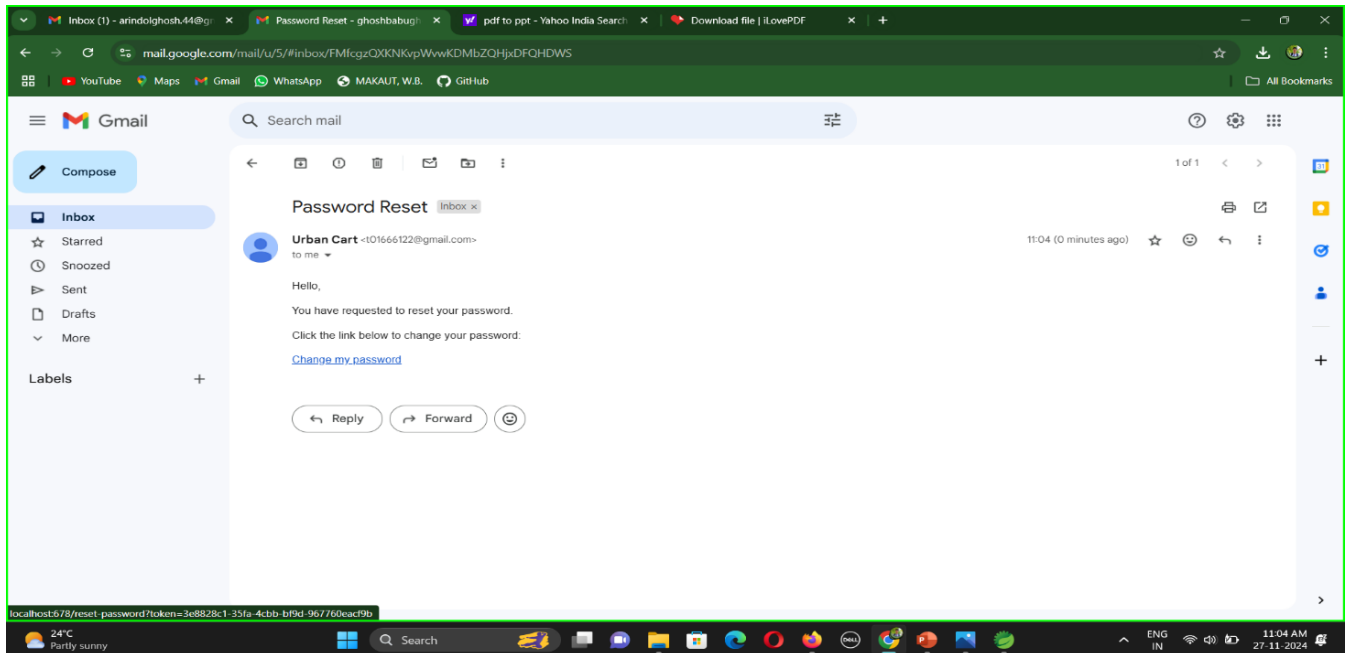 Inbox (1) - arindolghosh.44@gr
Password Reset - ghoshbabugh
pdf to ppt - Yahoo India Search
Download file | iLovePDF
mail.google.com/mail/u/5/#inbox/FMfcgzQXKNKvpWvwKDMbZQHjxDFQHDWS
YouTube Maps Gmail WhatsApp MAKAUT, W.B. GitHub All Bookmarks
Gmail
Search mail
Compose
1 of 1
Inbox
Starred
Snoozed
Sent
Drafts
More
Labels
Password Reset Inbox ×
Urban Cart <t01666122@gmail.com> 11:04 (0 minutes ago)
to me
Hello,
You have requested to reset your password.
Click the link below to change your password:
Change my password
Reply Forward
localhost:678/reset-password?token=3e8828c1-35fa-4cbb-bf9d-967760eacf9b
24°C
Partly sunny
Search
DELL
ENG
IN
11:04 AM
27-11-2024